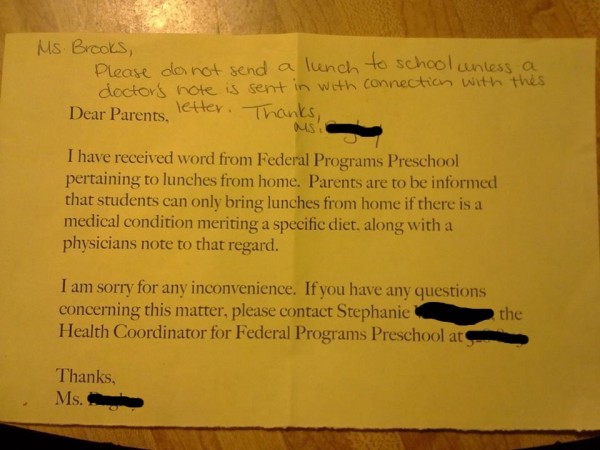 Ms. Brooks,
Please do not send a lunch to school unless a
doctor's note is sent in with connection with this
letter. Thanks,
Ms.
Dear Parents,
I have received word from Federal Programs Preschool
pertaining to lunches from home. Parents are to be informed
that students can only bring lunches from home if there is a
medical condition meriting a specific diet, along with a
physicians note to that regard.
I am sorry for any inconvenience. If you have any questions
concerning this matter, please contact Stephanie the
Health Coordinator for Federal Programs Preschool at
Thanks,
Ms.